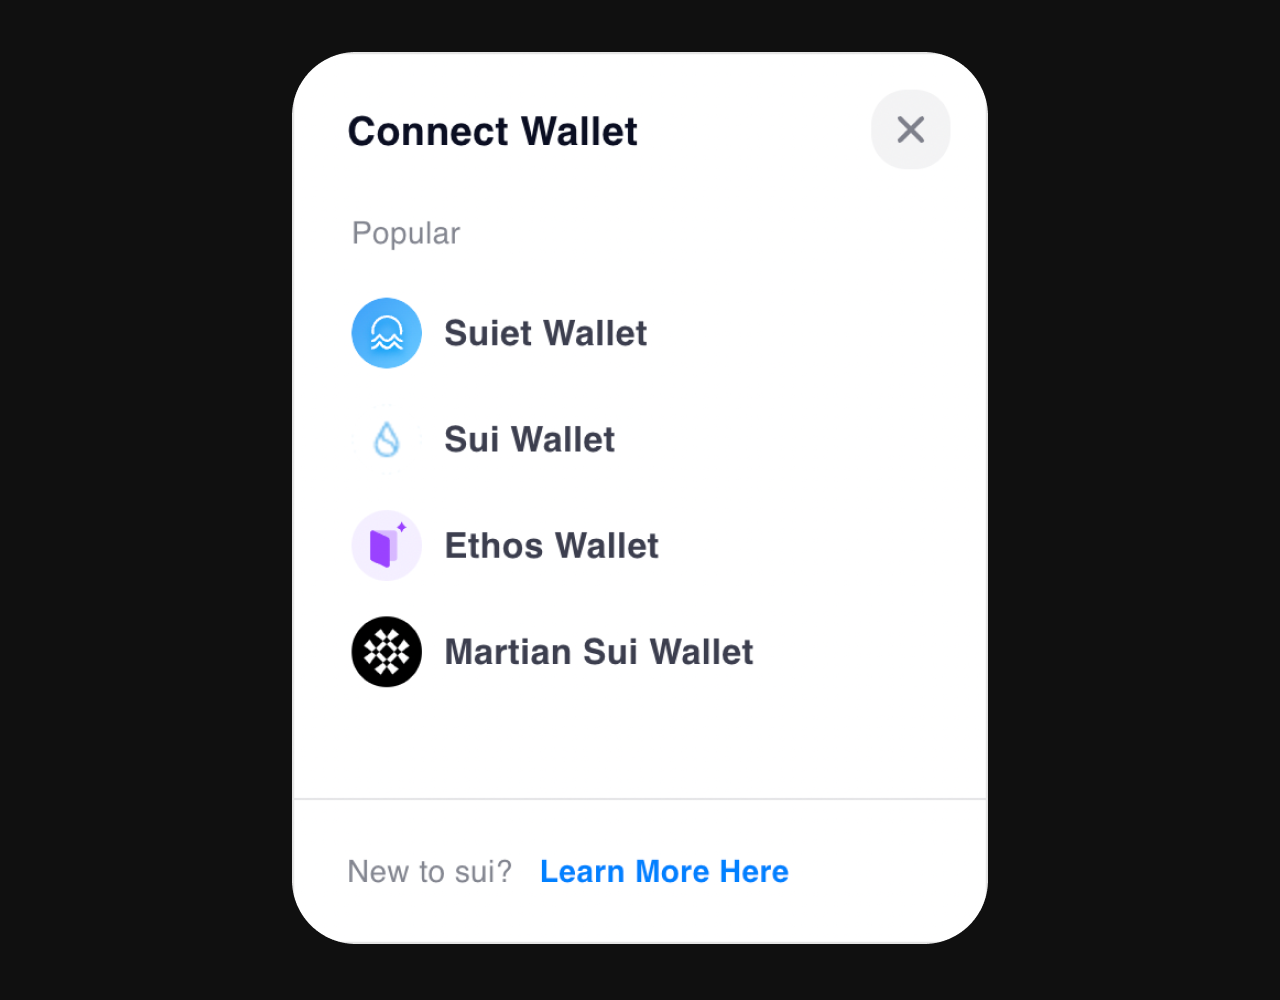 Connect Wallet
Popular
Suiet Wallet
Sui Wallet
Ethos Wallet
Martian Sui Wallet
New to sui? Learn More Here